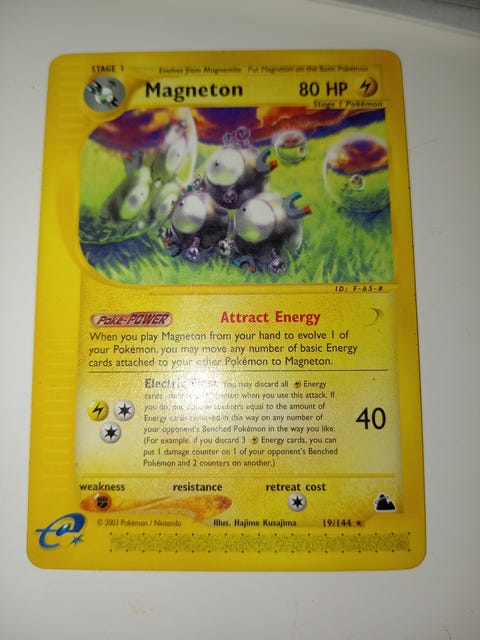 STAGE 1 Evolves from Magnemite Put Magneton on the Basic Pokémon
Magneton 80 HP
Stage 1 Pokémon
ID: F-65-#
Poké-POWER Attract Energy
When you play Magneton from your hand to evolve 1 of
your Pokémon, you may move any number of basic Energy
cards attached to your other Pokémon to Magneton.
Electric You may discard all Energy
cards Magneton when you use this attack. If
you do, put counters equal to the amount of
Energy cards removed in this way on any number
of your opponent's Benched Pokémon in the way you like.
(For example, if you discard 3 Energy cards, you can
put 1 damage counter on 1 of your opponent's Benched
Pokémon and 2 counters on another.)
40
weakness resistance retreat cost
© 2003 Pokémon / Nintendo Illus. Hajime Kusajima 19/144 ★
e